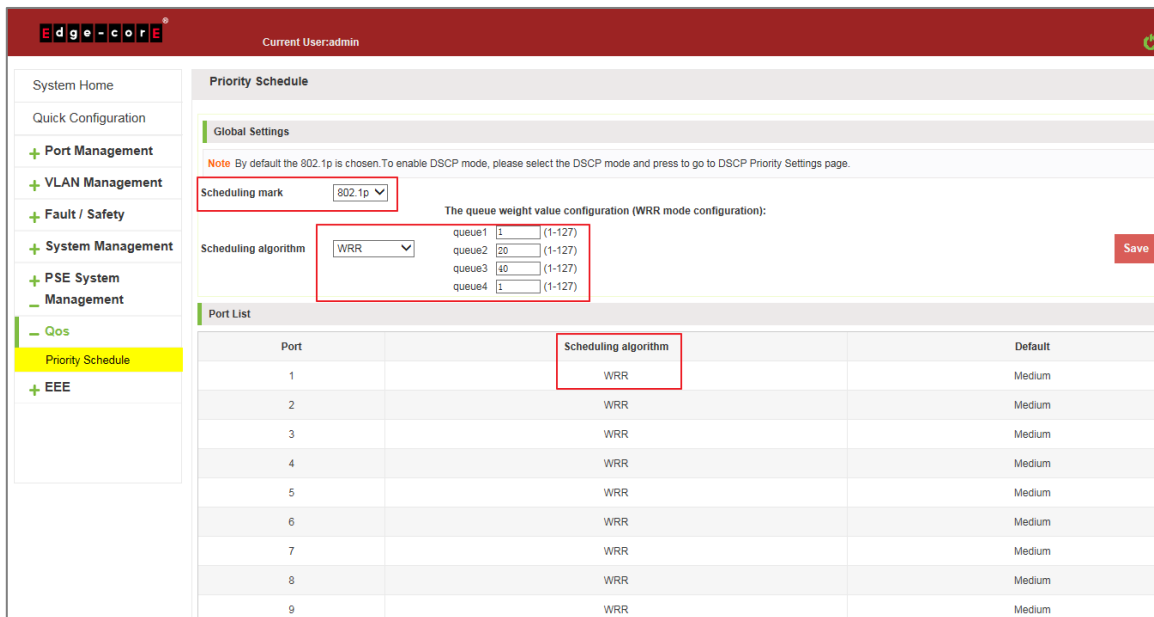 Edge-corE®
Current User:admin
System Home
Quick Configuration
+ Port Management
+ VLAN Management
+ Fault / Safety
+ System Management
+ PSE System
_ Management
– Qos
Priority Schedule
+ EEE
Priority Schedule
Global Settings
Note By default the 802.1p is chosen.To enable DSCP mode, please select the DSCP mode and press to go to DSCP Priority Settings page.
Scheduling mark 802.1p
The queue weight value configuration (WRR mode configuration):
Scheduling algorithm WRR
queue1 1 (1-127)
queue2 20 (1-127)
queue3 40 (1-127)
queue4 1 (1-127)
Save
Port List
Port Scheduling algorithm Default
1 WRR Medium
2 WRR Medium
3 WRR Medium
4 WRR Medium
5 WRR Medium
6 WRR Medium
7 WRR Medium
8 WRR Medium
9 WRR Medium